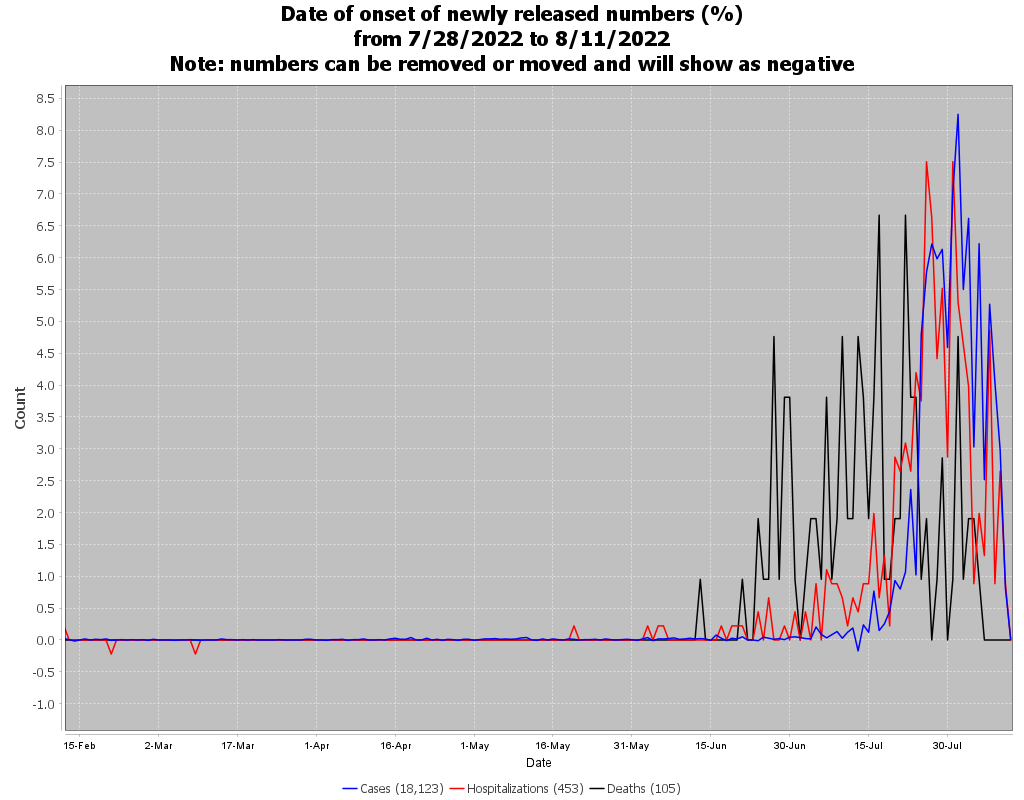 Date of onset of newly released numbers (%)
from 7/28/2022 to 8/11/2022
Note: numbers can be removed or moved and will show as negative
8.5
8.0
7.5
7.0
6.5
6.0
5.5
5.0
4.5
4.0
3.5
3.0
2.5
2.0
1.5
1.0
0.5
0.0
-0.5
-1.0
Count
15-Feb 2-Mar 17-Mar 1-Apr 16-Apr 1-May 16-May 31-May 15-Jun 30-Jun 15-Jul 30-Jul
Date
Cases (18,123) Hospitalizations (453) Deaths (105)